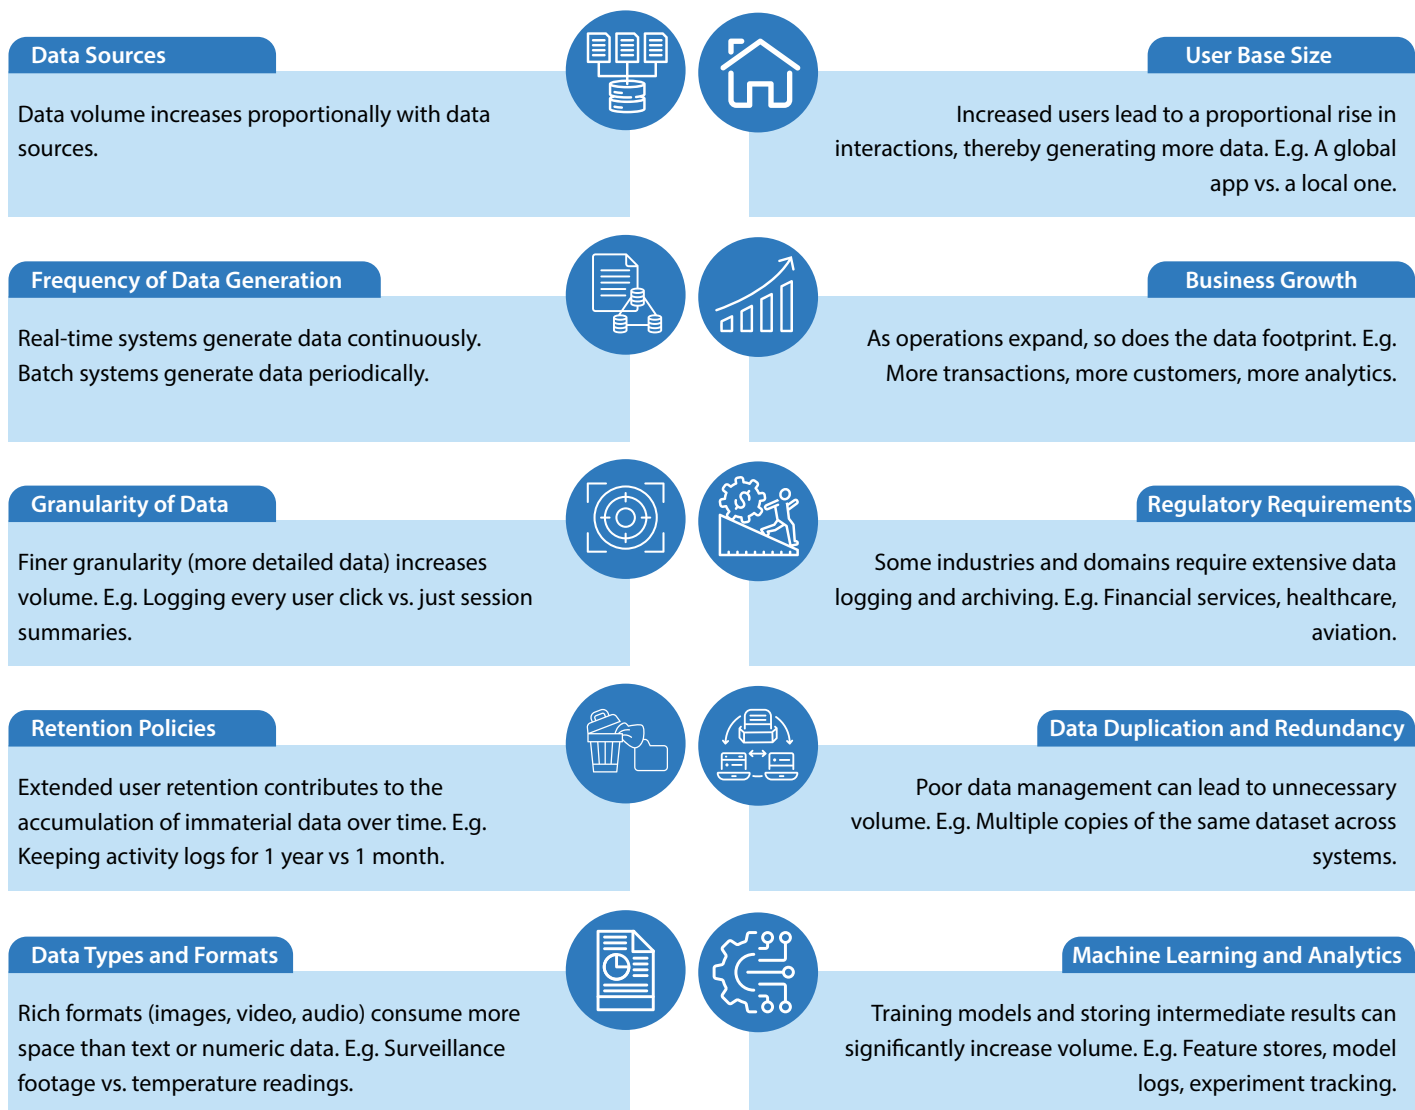 Data Sources
Data volume increases proportionally with data
sources.
User Base Size
Increased users lead to a proportional rise in
interactions, thereby generating more data. E.g. A global
app vs. a local one.
Frequency of Data Generation
Real-time systems generate data continuously.
Batch systems generate data periodically.
Business Growth
As operations expand, so does the data footprint. E.g.
More transactions, more customers, more analytics.
Granularity of Data
Finer granularity (more detailed data) increases
volume. E.g. Logging every user click vs. just session
summaries.
Regulatory Requirements
Some industries and domains require extensive data
logging and archiving. E.g. Financial services, healthcare,
aviation.
Retention Policies
Extended user retention contributes to the
accumulation of immaterial data over time. E.g.
Keeping activity logs for 1 year vs 1 month.
Data Duplication and Redundancy
Poor data management can lead to unnecessary
volume. E.g. Multiple copies of the same dataset across
systems.
Data Types and Formats
Rich formats (images, video, audio) consume more
space than text or numeric data. E.g. Surveillance
footage vs. temperature readings.
Machine Learning and Analytics
Training models and storing intermediate results can
significantly increase volume. E.g. Feature stores, model
logs, experiment tracking.